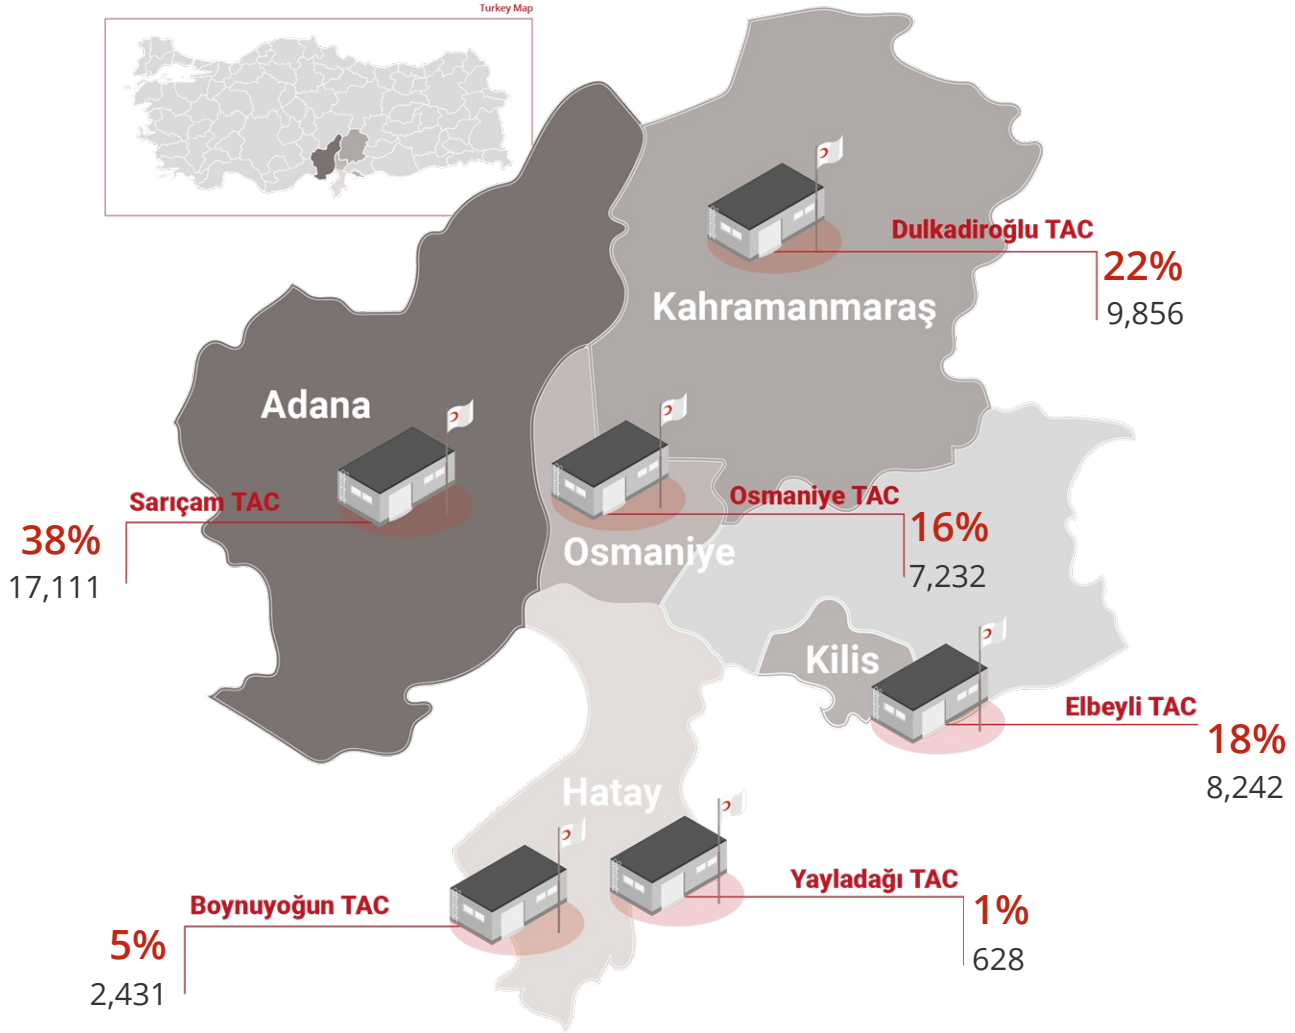 Turkey Map
Dulkadiroğlu TAC
22%
9,856
Kahramanmaraş
Adana
Sarıçam TAC
38%
17,111
Osmaniye TAC
16%
7,232
Osmaniye
Kilis
Elbeyli TAC
18%
8,242
Hatay
Yayladağı TAC
1%
628
Boynuyoğun TAC
5%
2,431